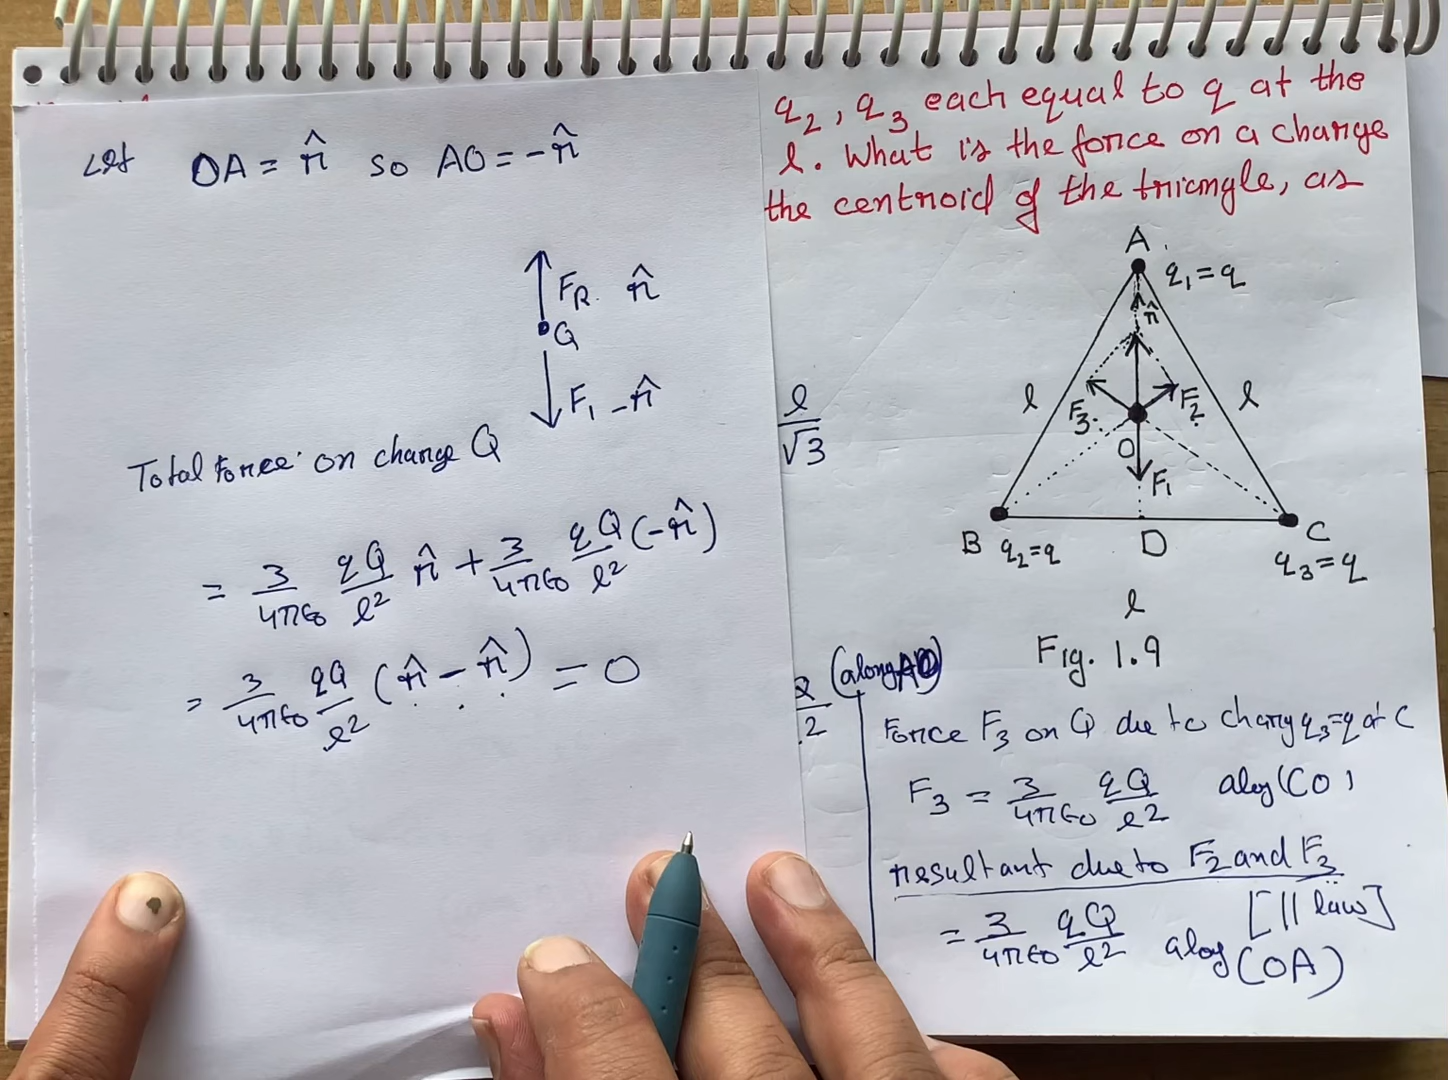 Let OA = r̂ so AO = -r̂
F_R r̂
Q
F₁ -r̂
Total Force on charge Q
= 3/4πϵ₀ qQ/l² r̂ + 3/4πϵ₀ qQ/l² (-r̂)
= 3/4πϵ₀ qQ/l² (r̂ - r̂) = 0
q₂, q₃ each equal to q at the
l. What is the force on a charge
the centroid of the triangle, as
l/√3
A
q₁ = q
r̂
l
l
F₃
F₂
O
F₁
B q₂=q
D
C
q₃=q
l
Fig. 1.9
(along AO)
2
Force F₃ on Q due to charg q₃=q at C
F₃ = 3/4πϵ₀ qQ/l² alog (CO)
resultant due to F₂ and F₃
[|| law]
= 3/4πϵ₀ qQ/l² alog (OA)